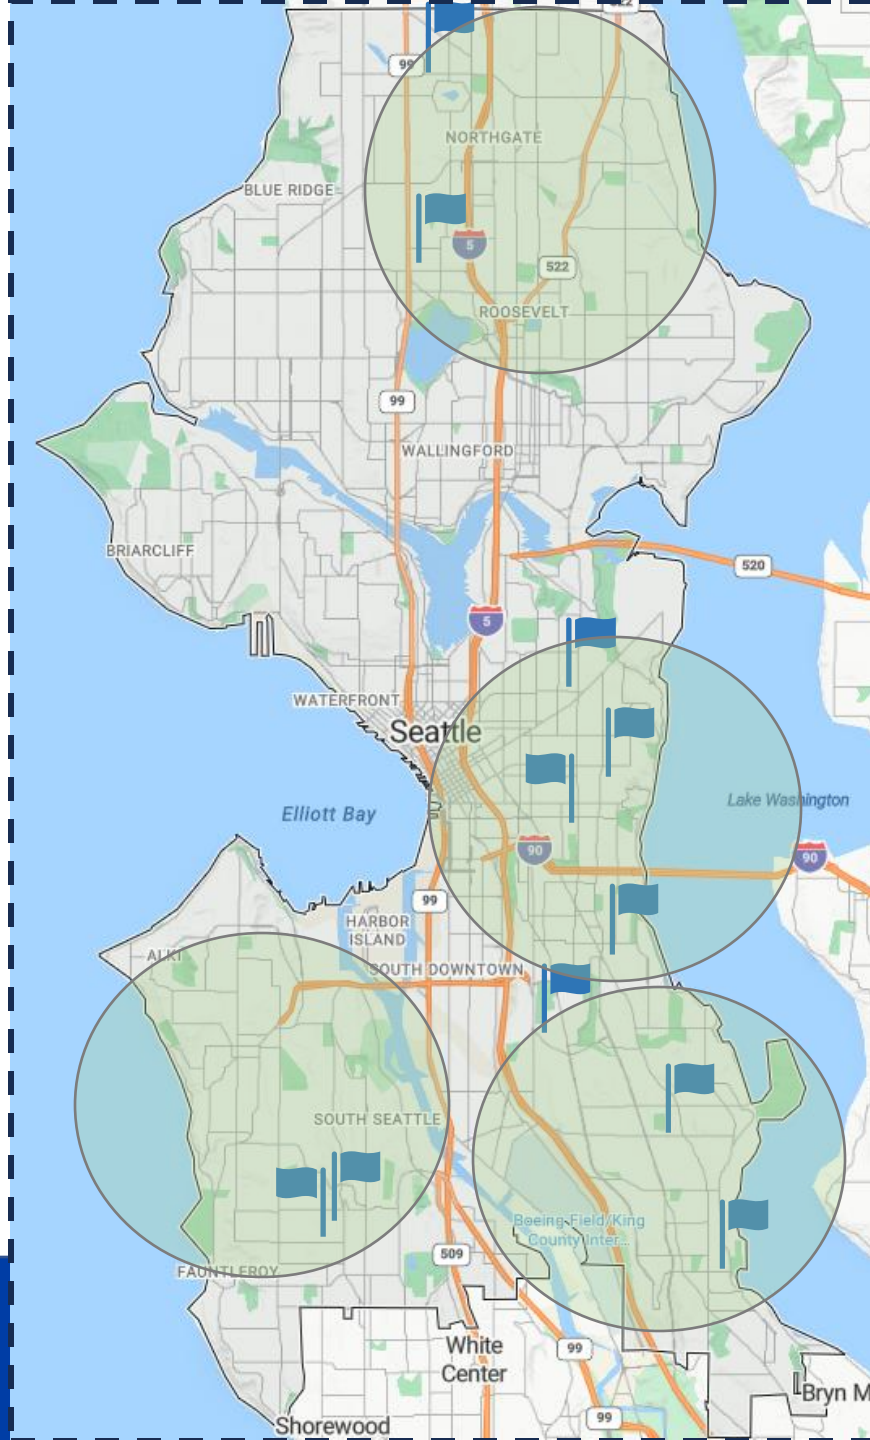 522
99
NORTHGATE
BLUE RIDGE
5
522
ROOSEVELT
99
WALLINGFORD
BRIARCLIFF
520
5
WATERFRONT
Seattle
Elliott Bay
Lake Washington
90
90
99
HARBOR
ISLAND
ALKI
SOUTH DOWNTOWN
SOUTH SEATTLE
Boeing Field/King
County Inter...
509
FAUNTLEROY
White
Center
99
Bryn M
99
Shorewood